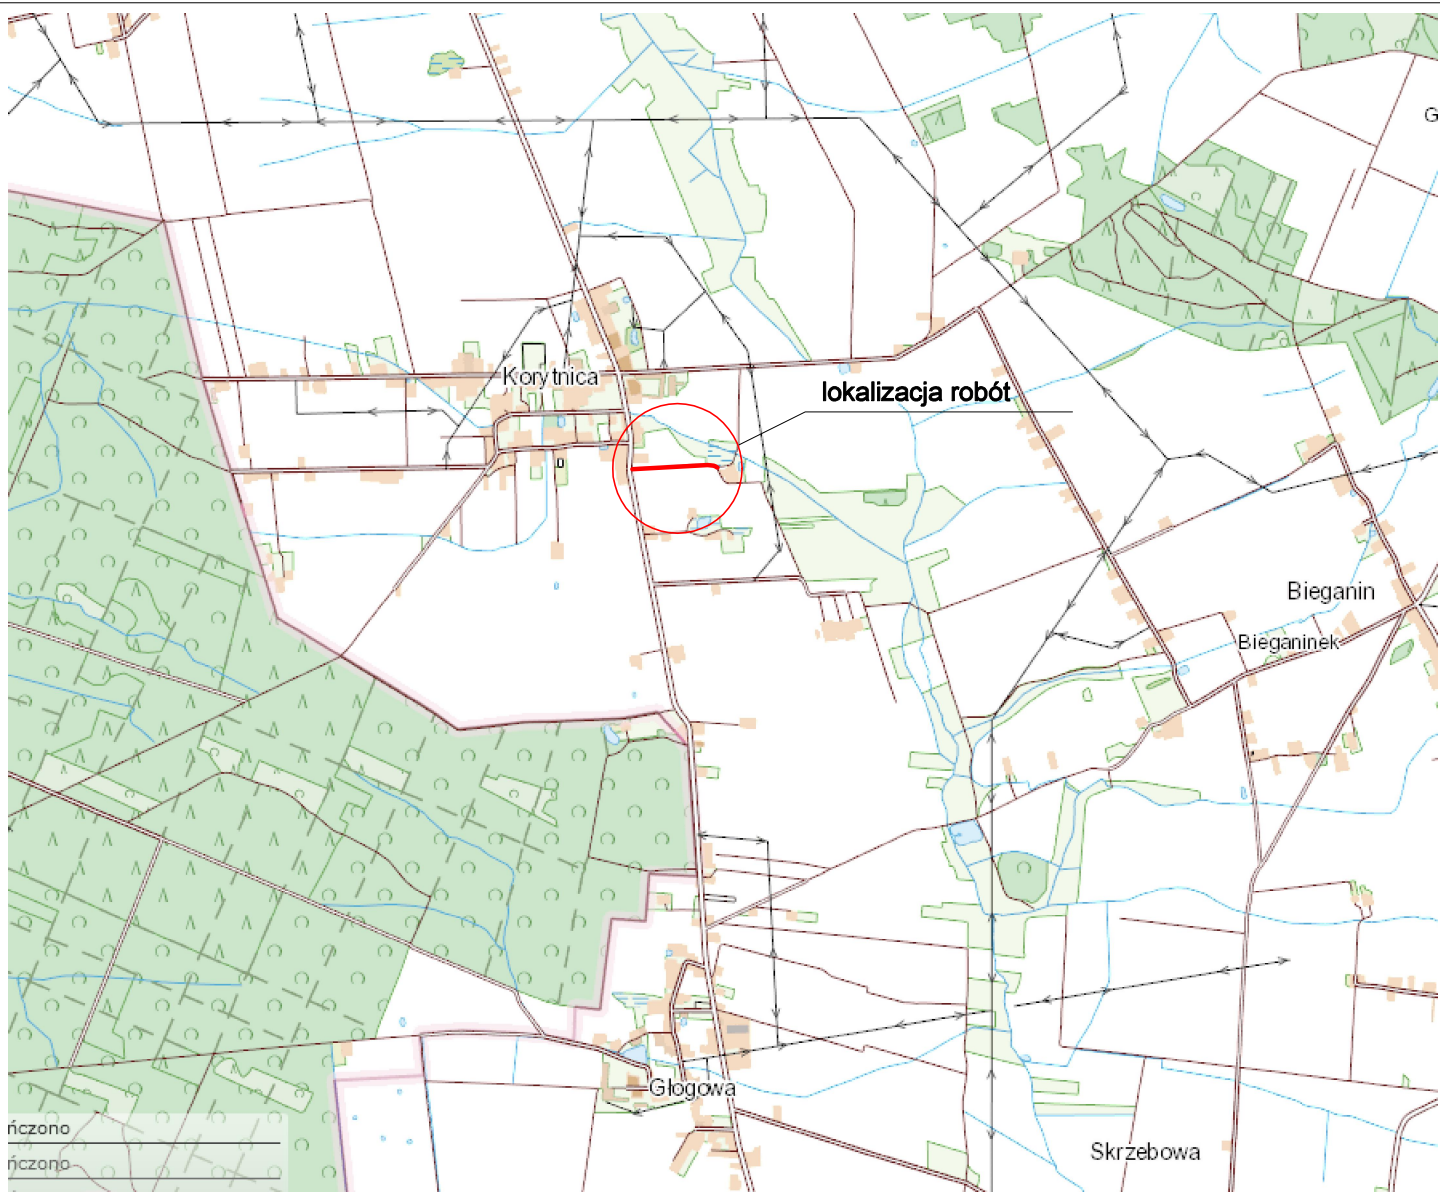 G
Korytnica
lokalizacja robót
Bieganin
Bieganinek
Głogowa
ńczono
ńczono
Skrzebowa